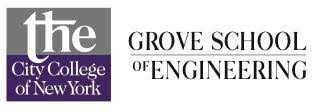 the
City College
of New York
GROVE SCHOOL
OF ENGINEERING